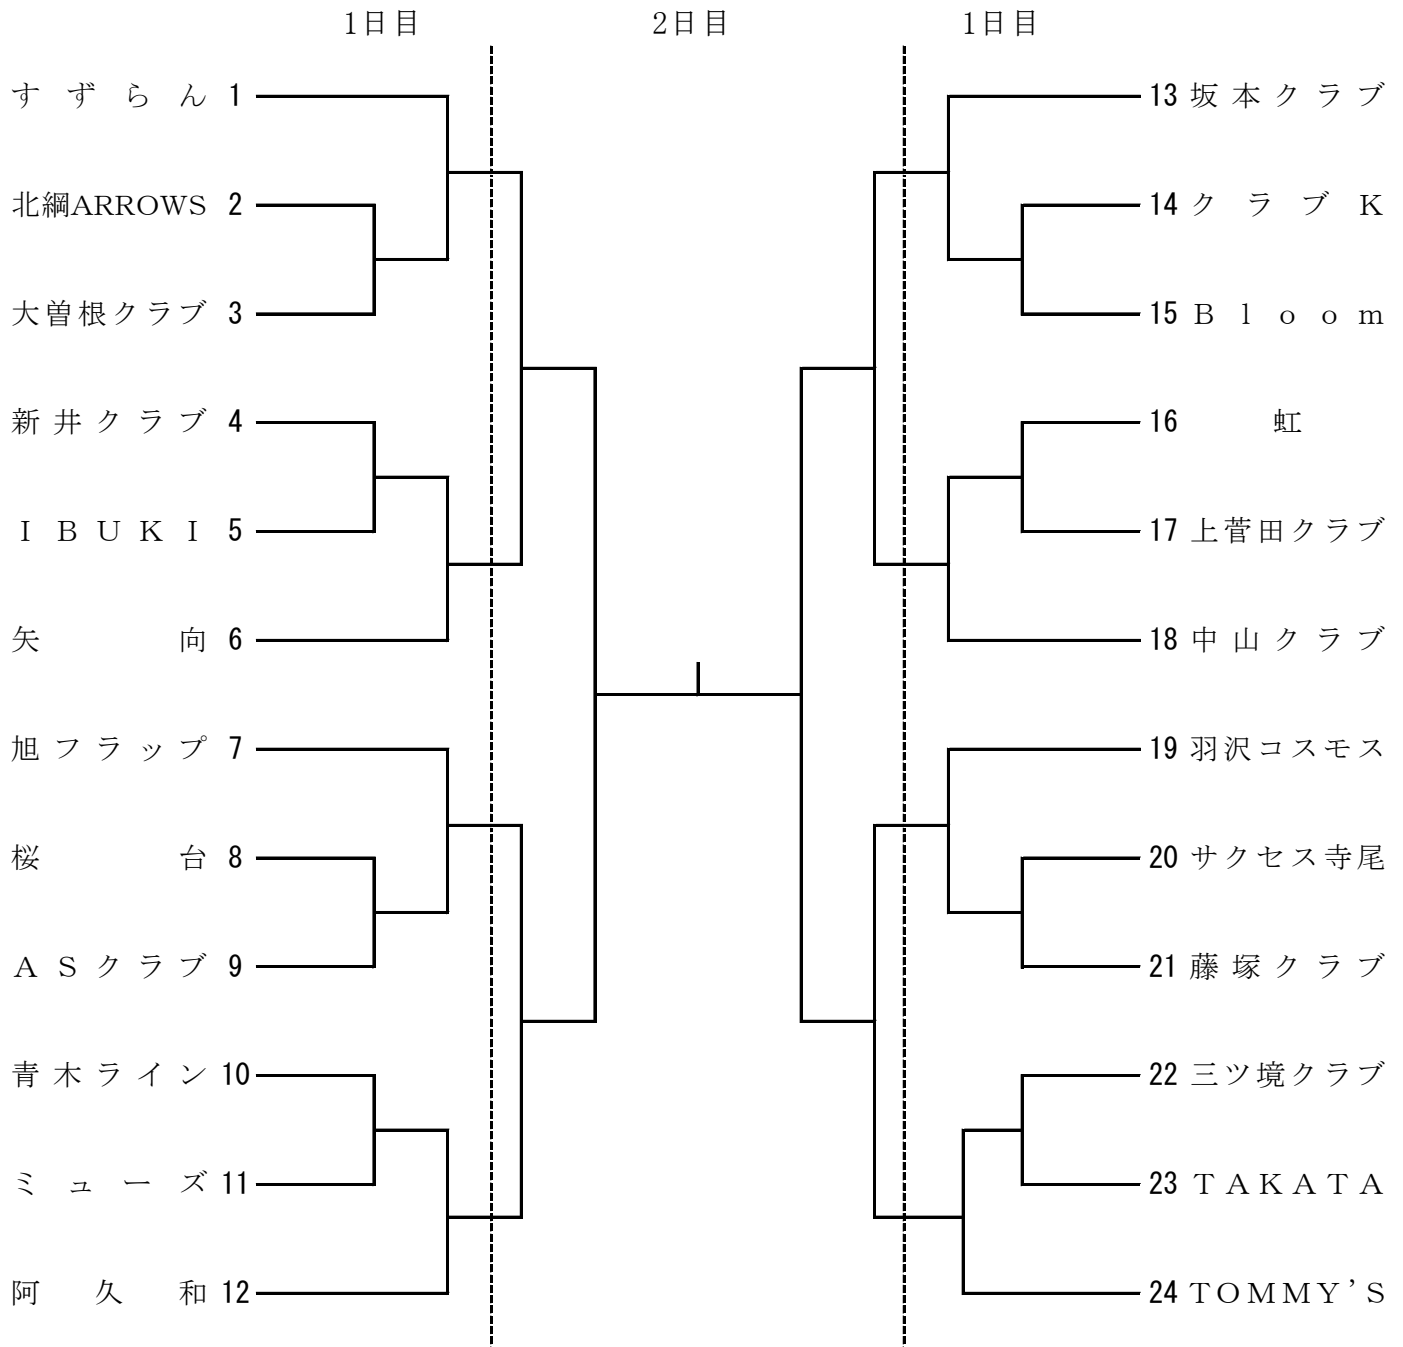 1日目 2日目 1日目
すずらん 1
北綱ARROWS 2
大曽根クラブ 3
新井クラブ 4
IBUKI 5
矢向 6
旭フラップ 7
桜台 8
ASクラブ 9
青木ライン 10
ミューズ 11
阿久和 12
13 坂本クラブ
14 クラブK
15 Bloom
16 虹
17 上菅田クラブ
18 中山クラブ
19 羽沢コスモス
20 サクセス寺尾
21 藤塚クラブ
22 三ツ境クラブ
23 TAKATA
24 TOMMY'S